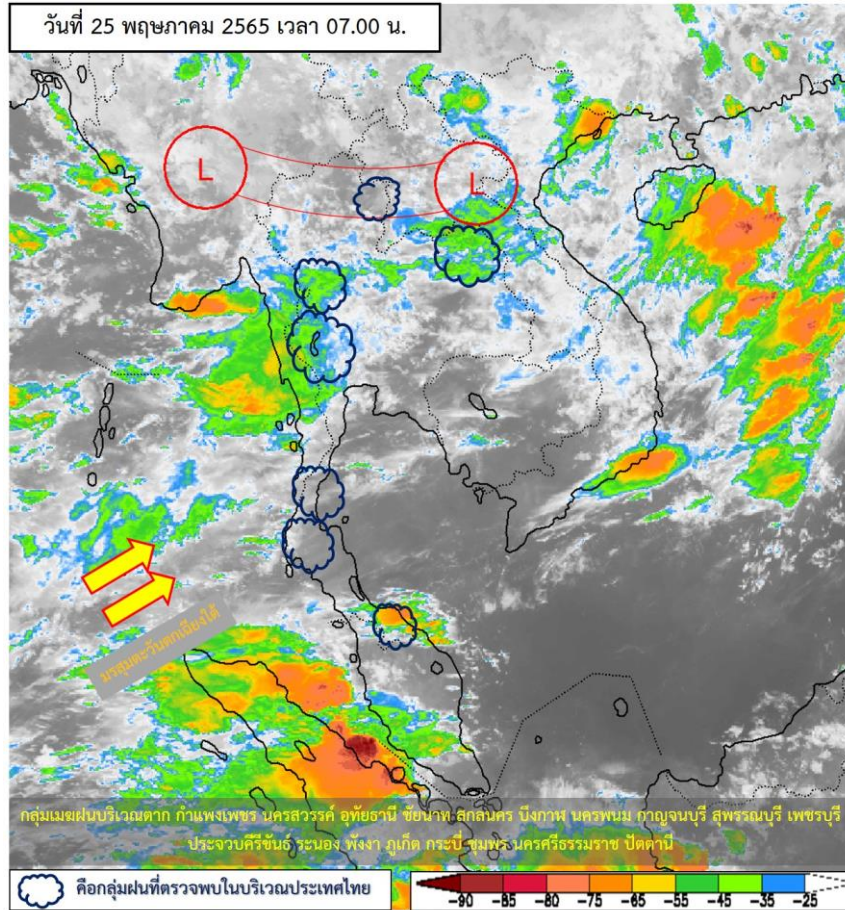 วันที่ 25 พฤษภาคม 2565 เวลา 07.00 น.
L
L
มรสุมตะวันตกเฉียงใต้
กลุ่มเมฆฝนบริเวณตาก กำแพงเพชร นครสวรรค์ อุทัยธานี ชัยนาท สกลนคร บึงกาฬ นครพนม กาญจนบุรี สุพรรณบุรี เพชรบุรี
ประจวบคีรีขันธ์ ระนอง พังงา ภูเก็ต กระบี่ ชุมพร นครศรีธรรมราช ปัตตานี
คือกลุ่มฝนที่ตรวจพบในบริเวณประเทศไทย
-90 -85 -80 -75 -65 -55 -45 -35 -25